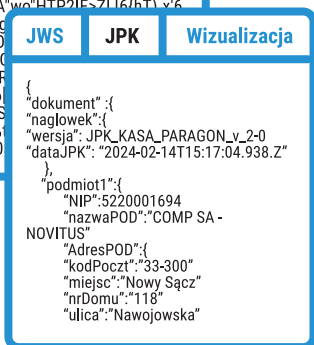 JWS JPK Wizualizacja
{
“dokument” :{
“naglowek”:{
“wersja”: JPK_KASA_PARAGON_v_2-0
“dataJPK”: “2024-02-14T15:17:04.938.Z”
},
“podmiot1”:{
“NIP”:5220001694
“nazwaPOD”:”COMP SA -
NOVITUS”
“AdresPOD”:{
“kodPoczt”:”33-300”
“miejsc”:”Nowy Sącz”
“nrDomu”:”118”
“ulica”:”Nawojowska”